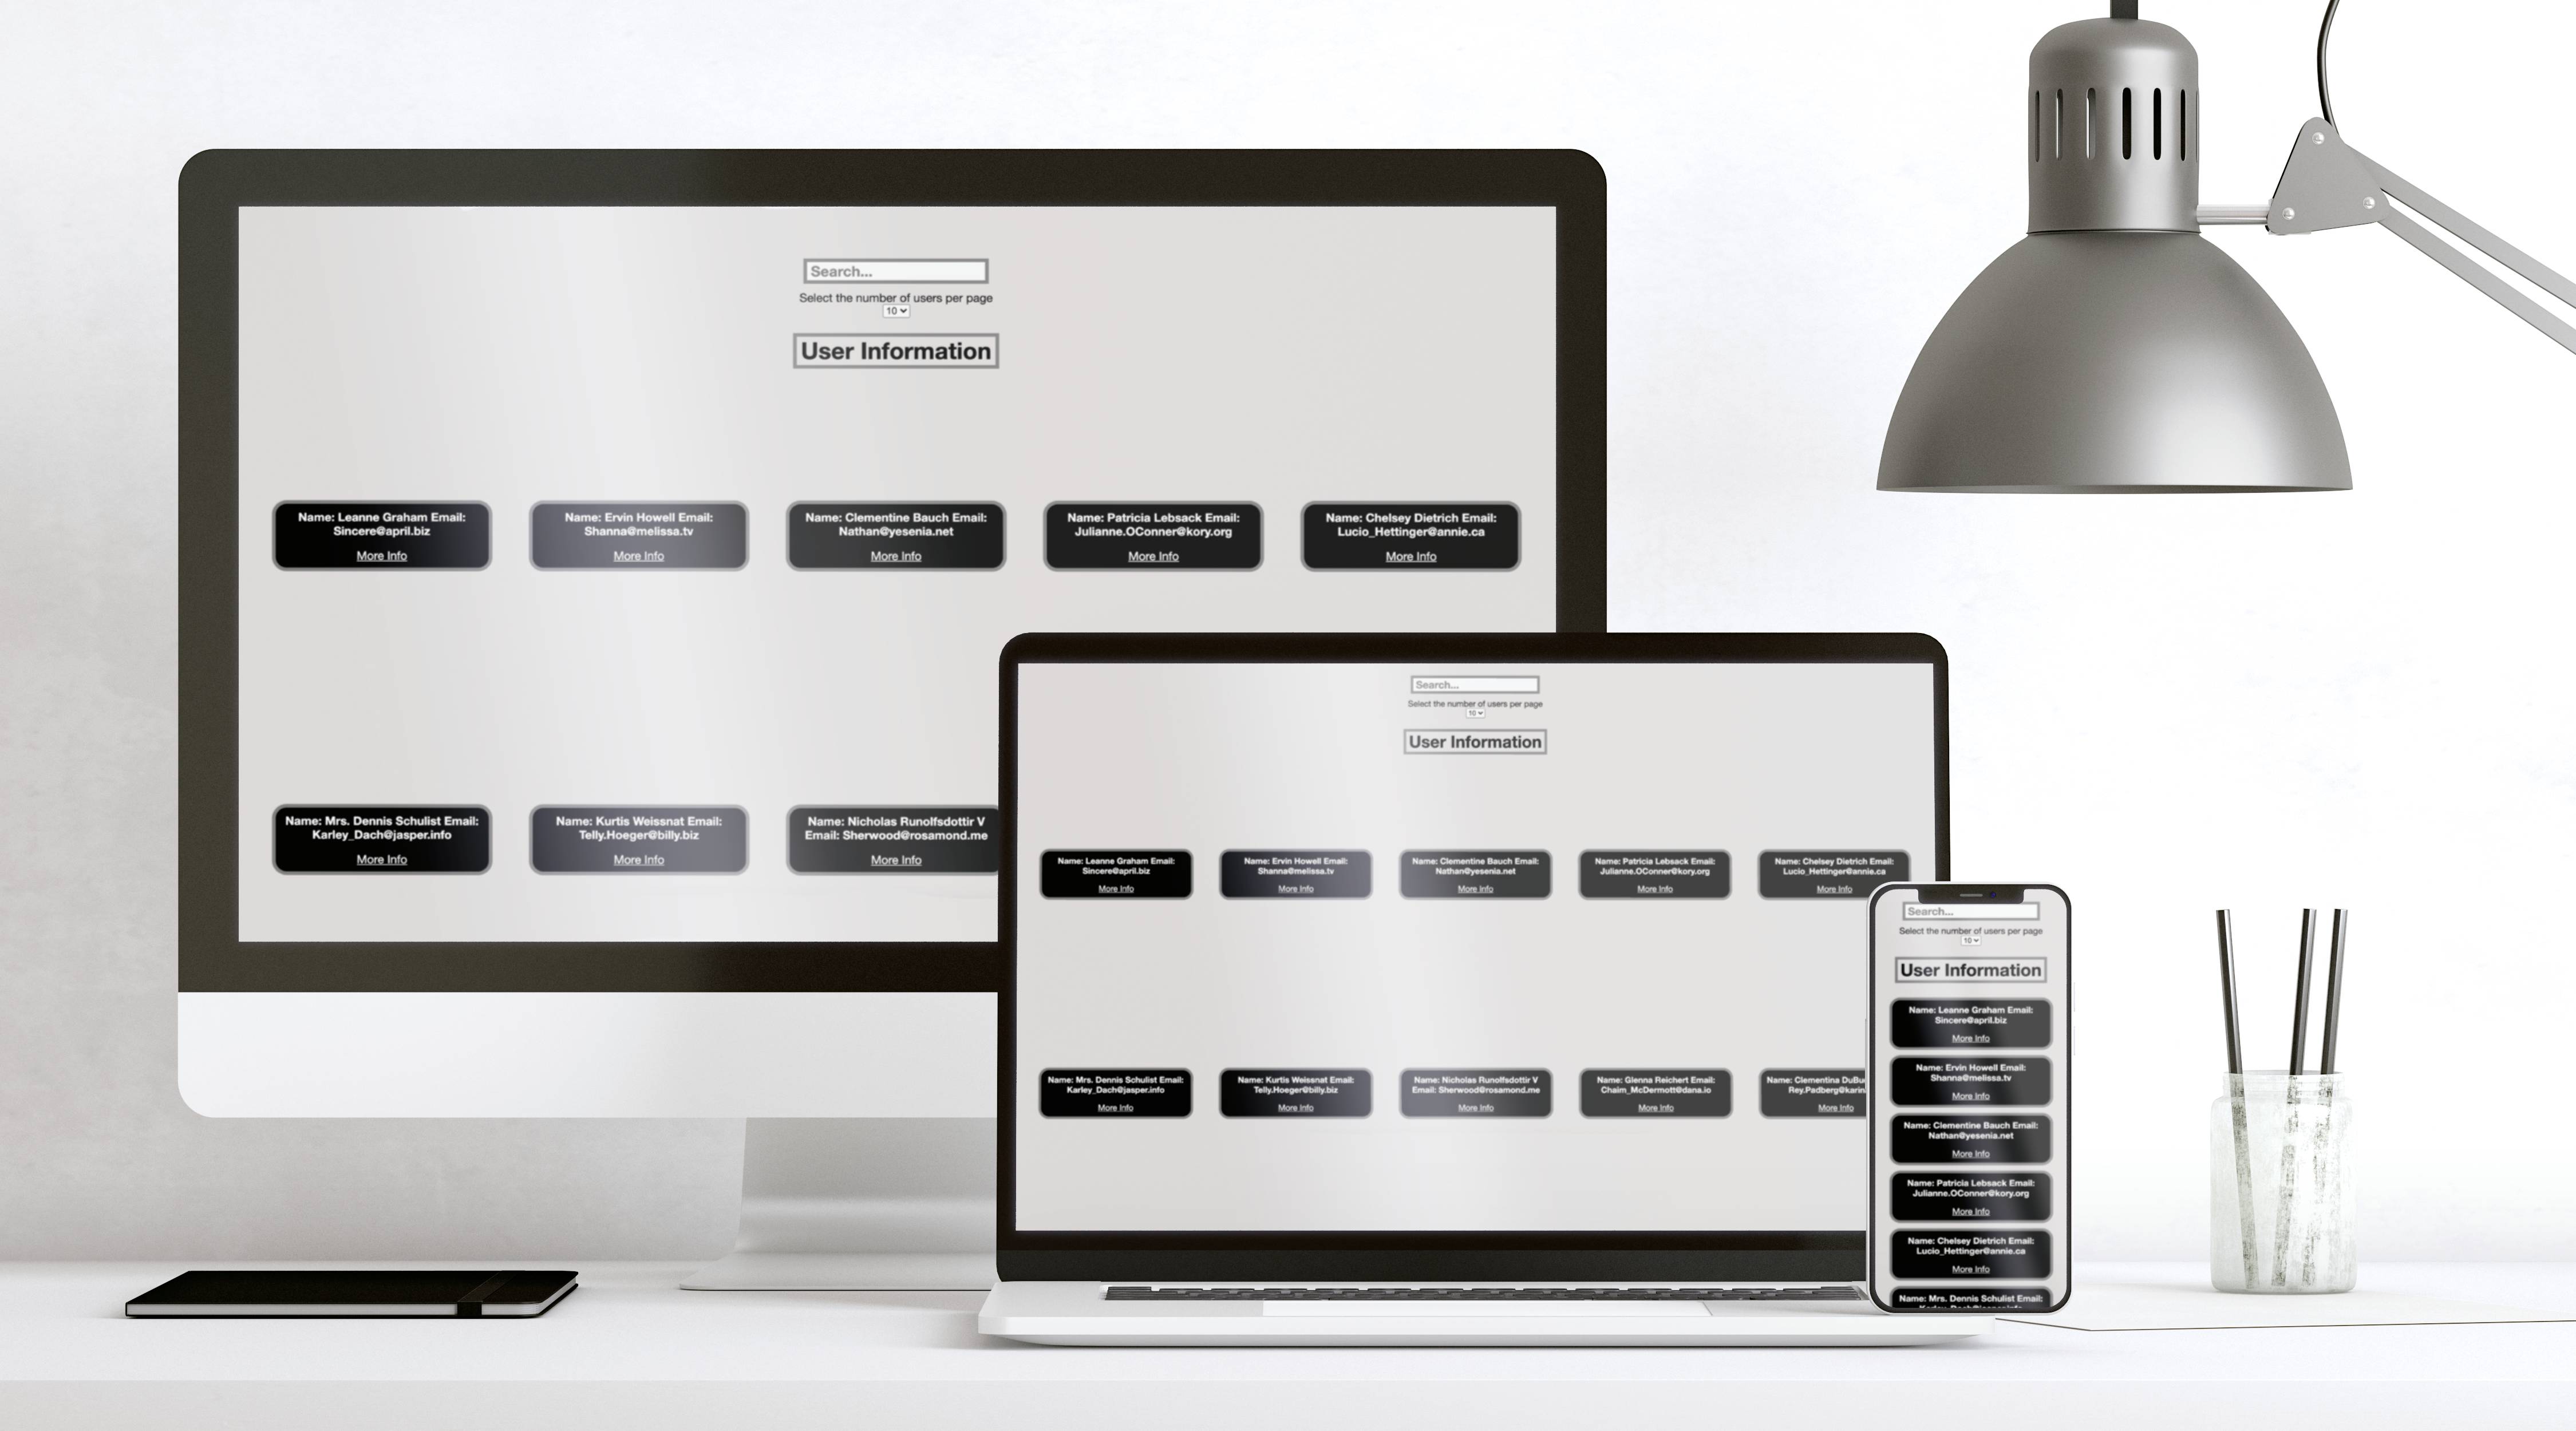 Search...
Select the number of users per page
10
User Information
Name: Leanne Graham Email:
Sincere@april.biz
More Info
Name: Ervin Howell Email:
Shanna@melissa.tv
More Info
Name: Clementine Bauch Email:
Nathan@yesenia.net
More Info
Name: Patricia Lebsack Email:
Julianne.OConner@kory.org
More Info
Name: Chelsey Dietrich Email:
Lucio_Hettinger@annie.ca
More Info
Name: Mrs. Dennis Schulist Email:
Karley_Dach@jasper.info
More Info
Name: Kurtis Weissnat Email:
Telly.Hoeger@billy.biz
More Info
Name: Nicholas Runolfsdottir V
Email: Sherwood@rosamond.me
More Info
Search...
Select the number of users per page
10
User Information
Name: Leanne Graham Email:
Sincere@april.biz
More Info
Name: Ervin Howell Email:
Shanna@melissa.tv
More Info
Name: Clementine Bauch Email:
Nathan@yesenia.net
More Info
Name: Patricia Lebsack Email:
Julianne.OConner@kory.org
More Info
Name: Chelsey Dietrich Email:
Lucio_Hettinger@annie.ca
More Info
Name: Mrs. Dennis Schulist Email:
Karley_Dach@jasper.info
More Info
Name: Kurtis Weissnat Email:
Telly.Hoeger@billy.biz
More Info
Name: Nicholas Runolfsdottir V
Email: Sherwood@rosamond.me
More Info
Name: Glenna Reichert Email:
Chaim_McDermott@dana.io
More Info
Name: Clementina
More Info
Search...
Select the number of users per page
10
User Information
Name: Leanne Graham Email:
Sincere@april.biz
More Info
Name: Ervin Howell Email:
Shanna@melissa.tv
More Info
Name: Clementine Bauch Email:
Nathan@yesenia.net
More Info
Name: Patricia Lebsack Email:
Julianne.OConner@kory.org
More Info
Name: Chelsey Dietrich Email:
Lucio_Hettinger@annie.ca
More Info
Name: Mrs. Dennis Schulist Email: